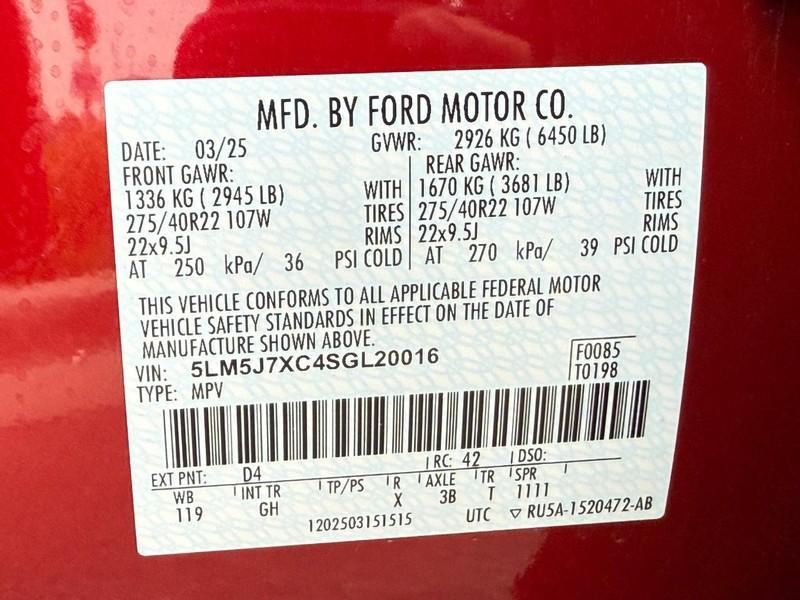 MFD. BY FORD MOTOR CO.
DATE: 03/25 GVWR: 2926 KG ( 6450 LB)
FRONT GAWR: REAR GAWR:
1336 KG ( 2945 LB) WITH 1670 KG ( 3681 LB) WITH
275/40R22 107W TIRES 275/40R22 107W TIRES
22x9.5J RIMS 22x9.5J RIMS
AT 250 kPa/ 36 PSI COLD AT 270 kPa/ 39 PSI COLD
THIS VEHICLE CONFORMS TO ALL APPLICABLE FEDERAL MOTOR
VEHICLE SAFETY STANDARDS IN EFFECT ON THE DATE OF
MANUFACTURE SHOWN ABOVE.
VIN: 5LM5J7XC4SGL20016 F0085
TYPE: MPV T0198
EXT PNT: D4 RC: 42 DSO:
WB INT TR TP/PS R AXLE TR SPR
119 GH X 3B T 1111
1202503151515 UTC ▽ RU5A-1520472-AB